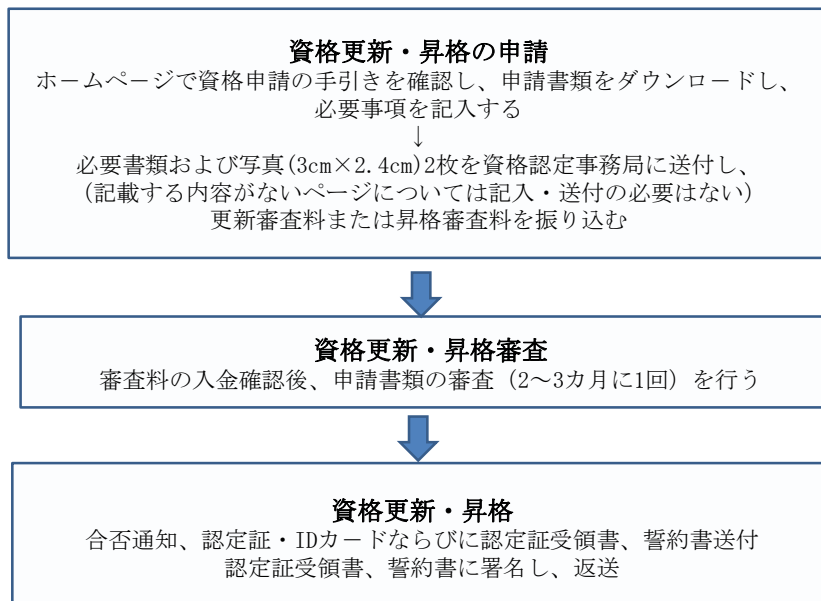 資格更新・昇格の申請
ホームページで資格申請の手引きを確認し、申請書類をダウンロードし、
必要事項を記入する
↓
必要書類および写真(3cm×2.4cm)2枚を資格認定事務局に送付し、
(記載する内容がないページについては記入・送付の必要はない)
更新審査料または昇格審査料を振り込む
資格更新・昇格審査
審査料の入金確認後、申請書類の審査（2～3カ月に1回）を行う
資格更新・昇格
合否通知、認定証・IDカードならびに認定証受領書、誓約書送付
認定証受領書、誓約書に署名し、返送